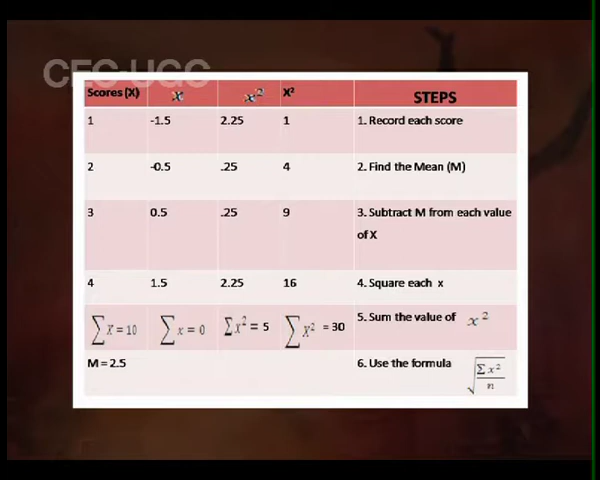 CEC-UGC
Scores (X) x x² X² STEPS
1 -1.5 2.25 1 1. Record each score
2 -0.5 .25 4 2. Find the Mean (M)
3 0.5 .25 9 3. Subtract M from each value
of X
4 1.5 2.25 16 4. Square each x
∑X = 10 ∑x = 0 ∑x² = 5 ∑X² = 30 5. Sum the value of x²
M = 2.5 6. Use the formula √(∑x²/n)